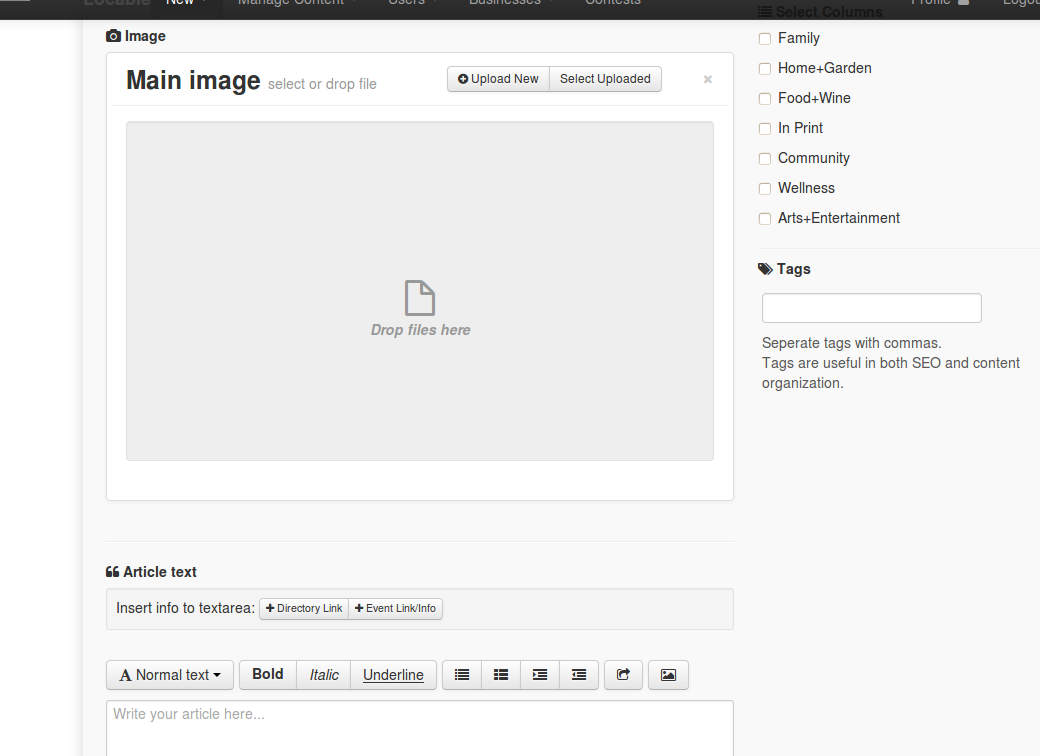 Locable New Manage Content Users Businesses Contests Profile Logout
Image
Main image select or drop file
Upload New Select Uploaded ×
Drop files here
Article text
Insert info to textarea: Directory Link Event Link/Info
A Normal text Bold Italic Underline
Write your article here...
Select Columns
Family
Home+Garden
Food+Wine
In Print
Community
Wellness
Arts+Entertainment
Tags
Seperate tags with commas.
Tags are useful in both SEO and content
organization.